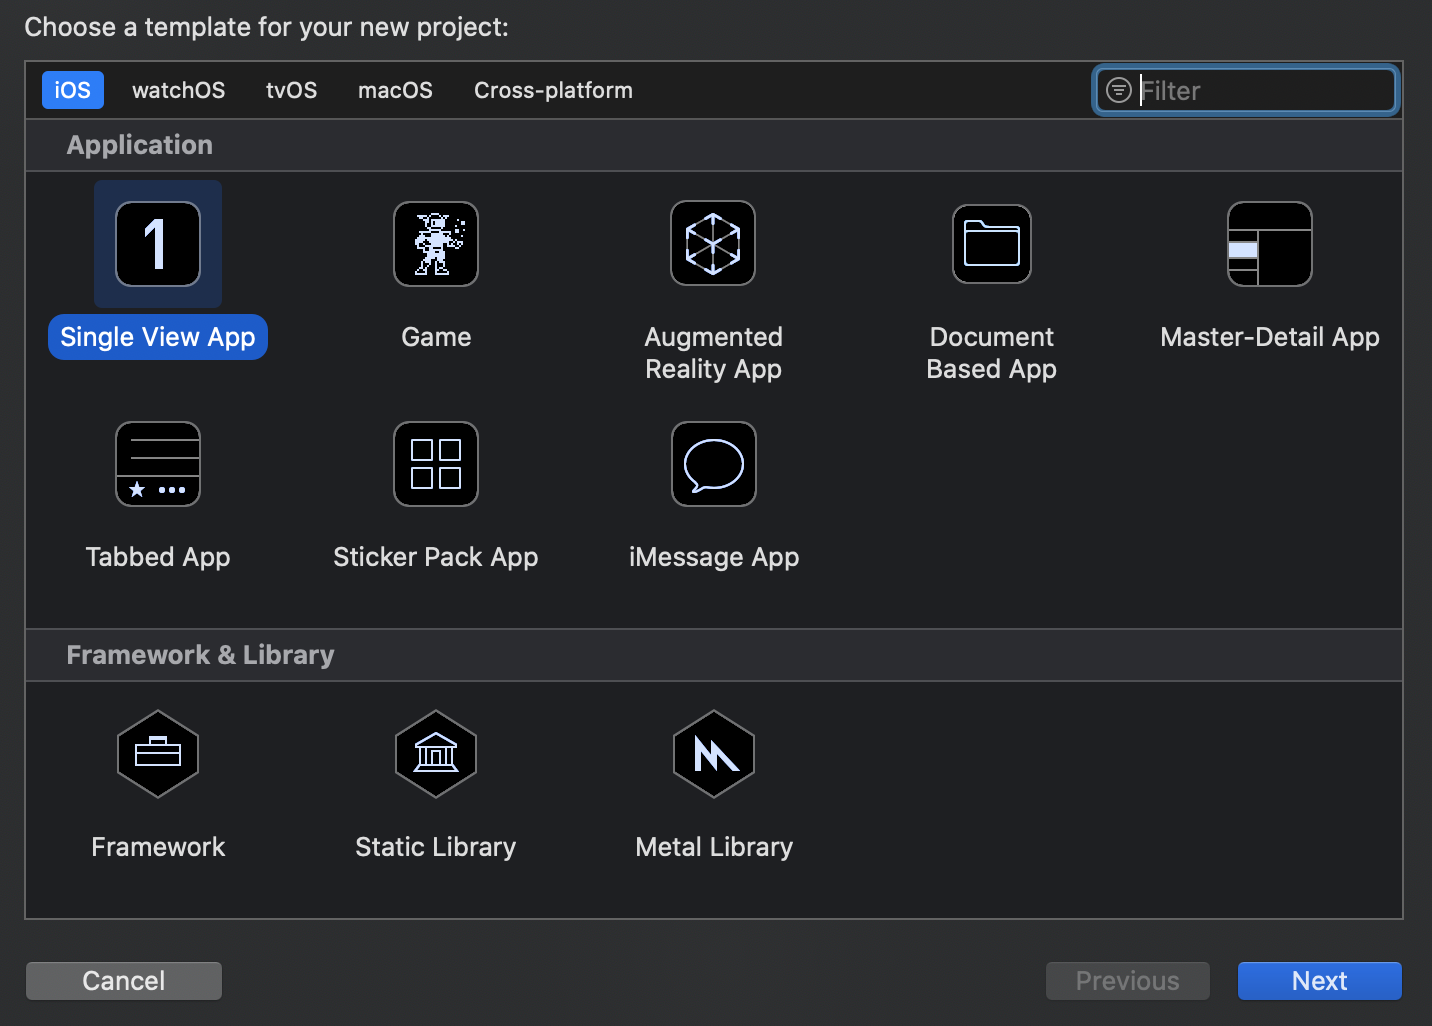 Choose a template for your new project:
iOS watchOS tvOS macOS Cross-platform Filter
Application
1
Single View App Game Augmented Reality App Document Based App Master-Detail App
Tabbed App Sticker Pack App iMessage App
Framework & Library
Framework Static Library Metal Library
Cancel Previous Next